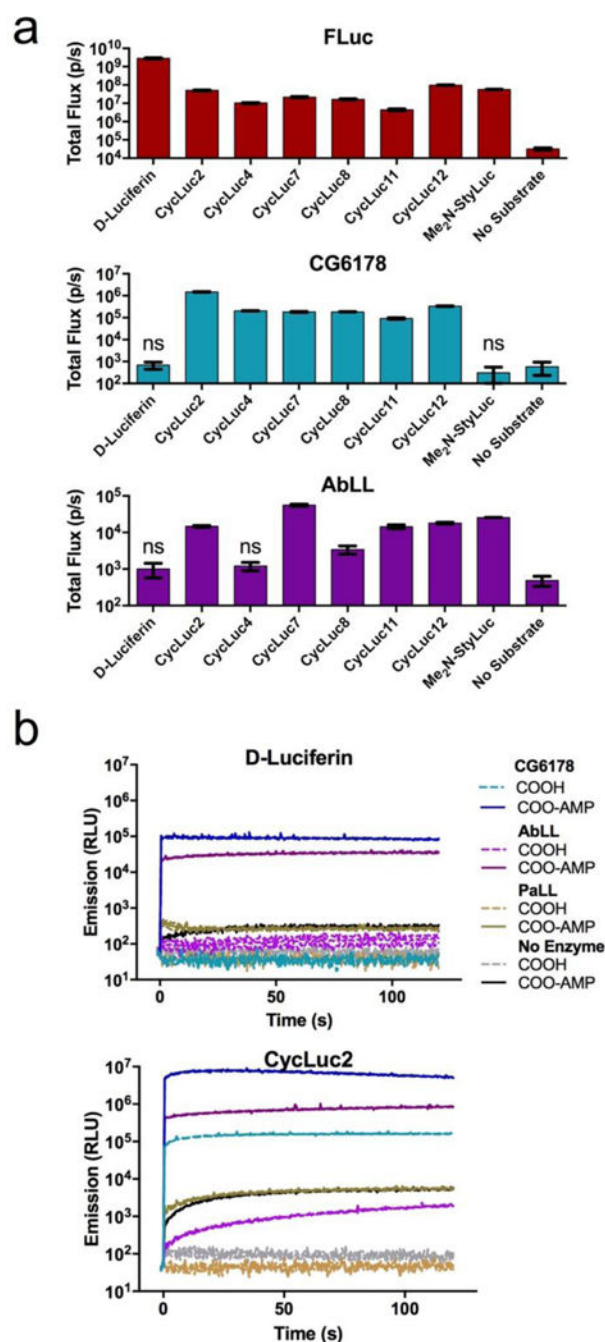 a
FLuc
Total Flux (p/s)
10^10
10^9
10^8
10^7
10^6
10^5
10^4
D-Luciferin
CycLuc2
CycLuc4
CycLuc7
CycLuc8
CycLuc11
CycLuc12
Me₂N-StyLuc
No Substrate
CG6178
Total Flux (p/s)
10^7
10^6
10^5
10^4
10^3
10^2
ns
ns
D-Luciferin
CycLuc2
CycLuc4
CycLuc7
CycLuc8
CycLuc11
CycLuc12
Me₂N-StyLuc
No Substrate
AbLL
Total Flux (p/s)
10^5
10^4
10^3
10^2
ns
ns
D-Luciferin
CycLuc2
CycLuc4
CycLuc7
CycLuc8
CycLuc11
CycLuc12
Me₂N-StyLuc
No Substrate
b
D-Luciferin
Emission (RLU)
10^7
10^6
10^5
10^4
10^3
10^2
10^1
0
50
100
Time (s)
CG6178
COOH
COO-AMP
AbLL
COOH
COO-AMP
PaLL
COOH
COO-AMP
No Enzyme
COOH
COO-AMP
CycLuc2
Emission (RLU)
10^7
10^6
10^5
10^4
10^3
10^2
10^1
0
50
100
Time (s)